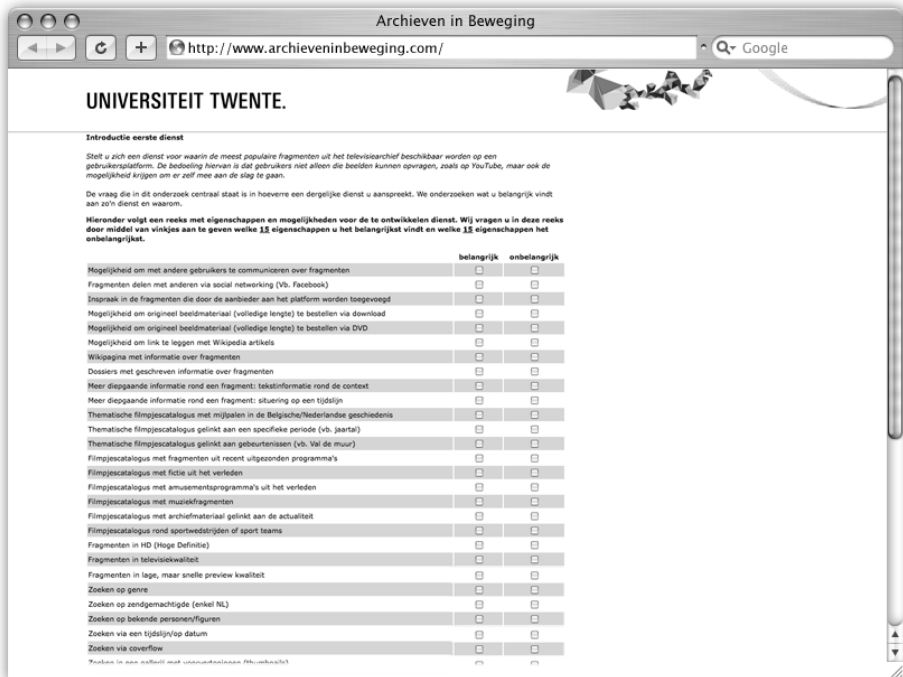 Archieven in Beweging
http://www.archieveninbeweging.com/
Google
UNIVERSITEIT TWENTE.
Introductie eerste dienst
Stelt u zich een dienst voor waarin de meest populaire fragmenten uit het televisiearchief beschikbaar worden op een
gebruikersplatform. De bedoeling hiervan is dat gebruikers niet alleen die beelden kunnen opvragen, zoals op YouTube, maar ook de
mogelijkheid krijgen om er zelf mee aan de slag te gaan.
De vraag die in dit onderzoek centraal staat is in hoeverre een dergelijke dienst u aanspreekt. We onderzoeken wat u belangrijk vindt
aan zo'n dienst en waarom.
Hieronder volgt een reeks met eigenschappen en mogelijkheden voor de te ontwikkelen dienst. Wij vragen u in deze reeks
door middel van vinkjes aan te geven welke 15 eigenschappen u het belangrijkst vindt en welke 15 eigenschappen het
onbelangrijkst.
belangrijk onbelangrijk
Mogelijkheid om met andere gebruikers te communiceren over fragmenten
Fragmenten delen met anderen via social networking (Vb. Facebook)
Inspraak in de fragmenten die door de aanbieder aan het platform worden toegevoegd
Mogelijkheid om origineel beeldmateriaal (volledige lengte) te bestellen via download
Mogelijkheid om origineel beeldmateriaal (volledige lengte) te bestellen via DVD
Mogelijkheid om link te leggen met Wikipedia artikels
Wikipagina met informatie over fragmenten
Dossiers met geschreven informatie over fragmenten
Meer diepgaande informatie rond een fragment: tekstinformatie rond de context
Meer diepgaande informatie rond een fragment: situering op een tijdslijn
Thematische filmpjescatalogus met mijlpalen in de Belgische/Nederlandse geschiedenis
Thematische filmpjescatalogus gelinkt aan een specifieke periode (vb. jaartal)
Thematische filmpjescatalogus gelinkt aan gebeurtenissen (vb. Val de muur)
Filmpjescatalogus met fragmenten uit recent uitgezonden programma's
Filmpjescatalogus met fictie uit het verleden
Filmpjescatalogus met amusementsprogramma's uit het verleden
Filmpjescatalogus met muziekfragmenten
Filmpjescatalogus met archiefmateriaal gelinkt aan de actualiteit
Filmpjescatalogus rond sportwedstrijden of sport teams
Fragmenten in HD (Hoge Definitie)
Fragmenten in televisiekwaliteit
Fragmenten in lage, maar snelle preview kwaliteit
Zoeken op genre
Zoeken op zendgemachtigde (enkel NL)
Zoeken op bekende personen/figuren
Zoeken via een tijdslijn/op datum
Zoeken via coverflow
Zoeken in een gallerij met voorvertoningen (thumbnails)